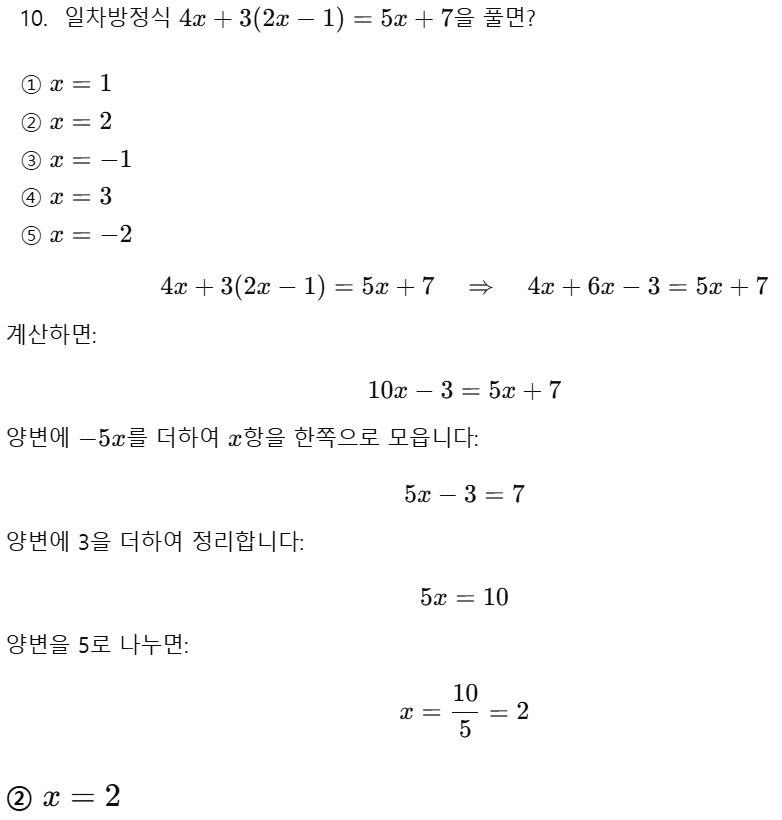 10. 일차방정식 4x + 3(2x − 1) = 5x + 7을 풀면?
① x = 1
② x = 2
③ x = −1
④ x = 3
⑤ x = −2
4x + 3(2x − 1) = 5x + 7 ⇒ 4x + 6x − 3 = 5x + 7
계산하면:
10x − 3 = 5x + 7
양변에 −5x를 더하여 x항을 한쪽으로 모읍니다:
5x − 3 = 7
양변에 3을 더하여 정리합니다:
5x = 10
양변을 5로 나누면:
x = 10/5 = 2
② x = 2